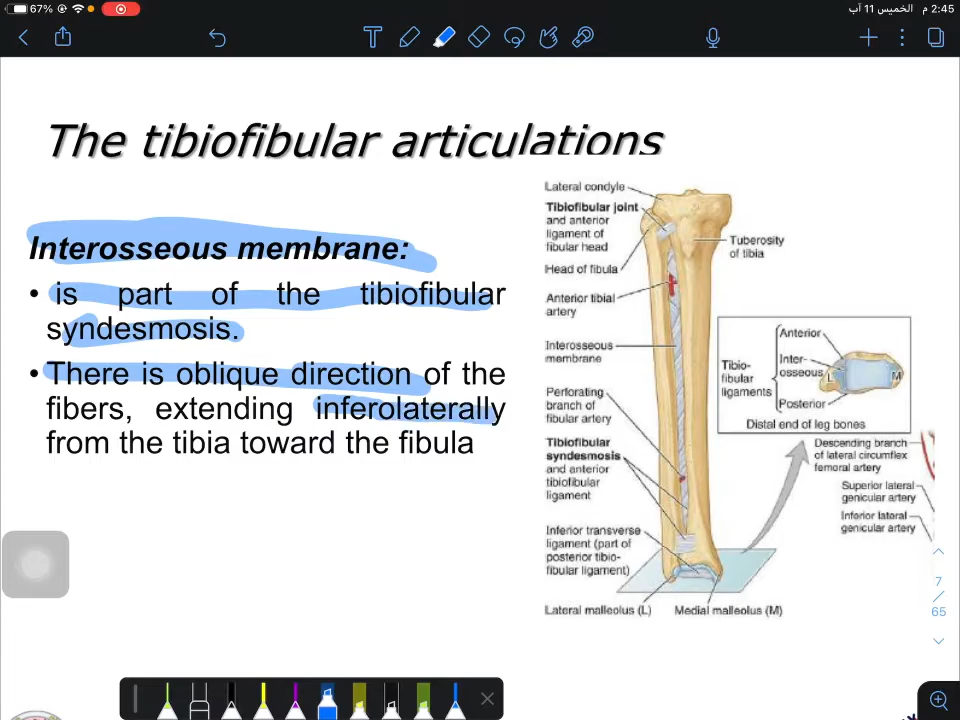 67%
2:45 م الخميس 11 آب
The tibiofibular articulations
Interosseous membrane:
• is part of the tibiofibular
syndesmosis.
• There is oblique direction of the
fibers, extending inferolaterally
from the tibia toward the fibula
Lateral condyle
Tibiofibular joint
and anterior
ligament of
fibular head
Head of fibula
Anterior tibial
artery
Interosseous
membrane
Perforating
branch of
fibular artery
Tibiofibular
syndesmosis
and anterior
tibiofibular
ligament
Inferior transverse
ligament (part of
posterior tibio-
fibular ligament)
Lateral malleolus (L)
Medial malleolus (M)
Tuberosity
of tibia
Tibio-
fibular
ligaments
Anterior
Inter-
osseous
Posterior
L
M
Distal end of leg bones
Descending branch
of lateral circumflex
femoral artery
Superior lateral
genicular artery
Inferior lateral
genicular artery
7
/
65